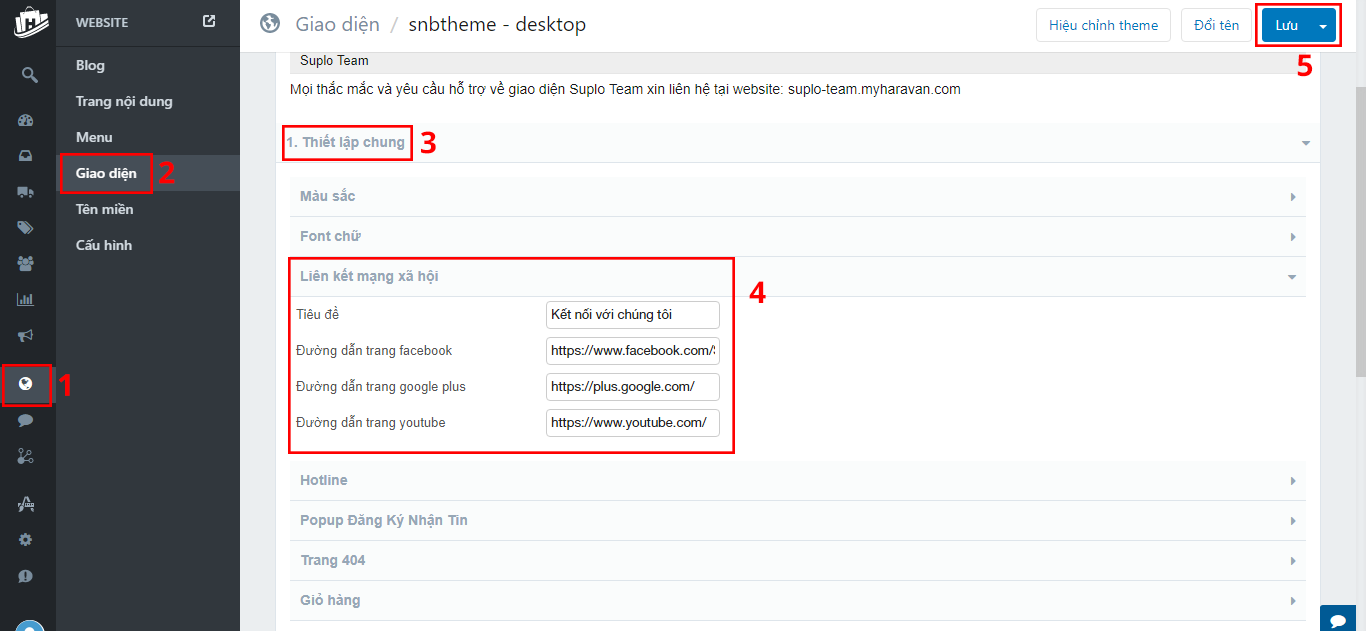 WEBSITE
Blog
Trang nội dung
Menu
Giao diện
2
Tên miền
Cấu hình
1
Giao diện / snbtheme - desktop
Hiệu chỉnh theme
Đổi tên
Lưu
5
Suplo Team
Mọi thắc mắc và yêu cầu hỗ trợ về giao diện Suplo Team xin liên hệ tại website: suplo-team.myharavan.com
1. Thiết lập chung
3
Màu sắc
Font chữ
Liên kết mạng xã hội
4
Tiêu đề
Kết nối với chúng tôi
Đường dẫn trang facebook
https://www.facebook.com/
Đường dẫn trang google plus
https://plus.google.com/
Đường dẫn trang youtube
https://www.youtube.com/
Hotline
Popup Đăng Ký Nhận Tin
Trang 404
Giỏ hàng